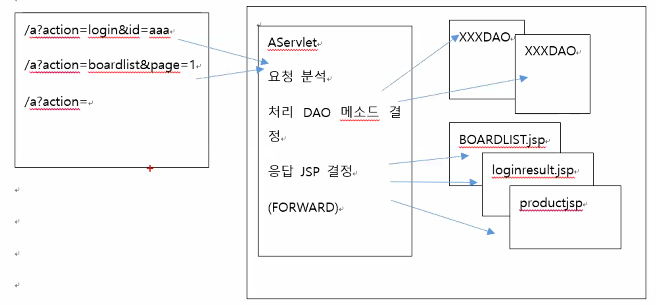 /a?action=login&id=aaa
/a?action=boardlist&page=1
/a?action=
AServlet
요청 분석
처리 DAO 메소드 결
정
응답 JSP 결정
(FORWARD)
XXXDAO
XXXDAO
BOARDLIST.jsp
loginresult.jsp
productjsp